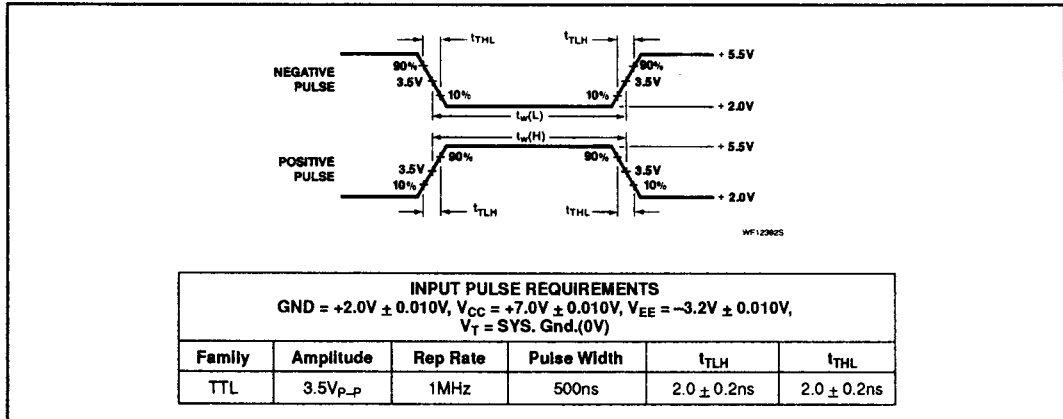 tTHL
tTLH
NEGATIVE PULSE
90%
3.5V
10%
10%
90%
3.5V
+ 5.5V
+ 2.0V
tw(L)
tw(H)
POSITIVE PULSE
10%
3.5V
90%
90%
3.5V
10%
+ 5.5V
+ 2.0V
tTLH
tTHL
WF12392S
INPUT PULSE REQUIREMENTS
GND = +2.0V ± 0.010V, VCC = +7.0V ± 0.010V, VEE = –3.2V ± 0.010V,
VT = SYS. Gnd.(0V)
Family Amplitude Rep Rate Pulse Width tTLH tTHL
TTL 3.5VP–P 1MHz 500ns 2.0 ± 0.2ns 2.0 ± 0.2ns